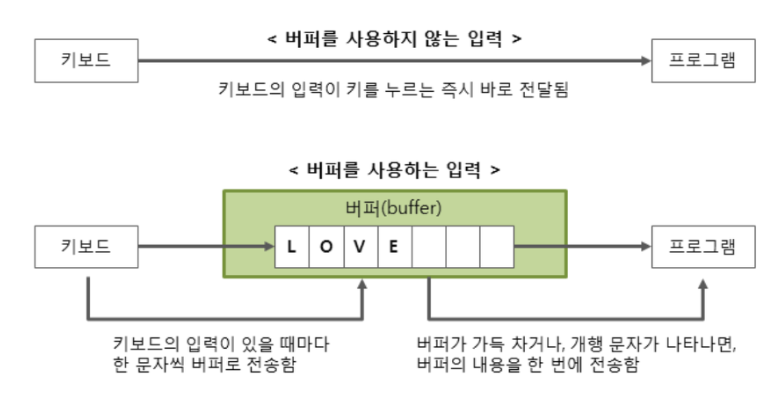 < 버퍼를 사용하지 않는 입력 >
키보드
프로그램
키보드의 입력이 키를 누르는 즉시 바로 전달됨
< 버퍼를 사용하는 입력 >
버퍼(buffer)
키보드
L O V E
프로그램
키보드의 입력이 있을 때마다
한 문자씩 버퍼로 전송함
버퍼가 가득 차거나, 개행 문자가 나타나면,
버퍼의 내용을 한 번에 전송함